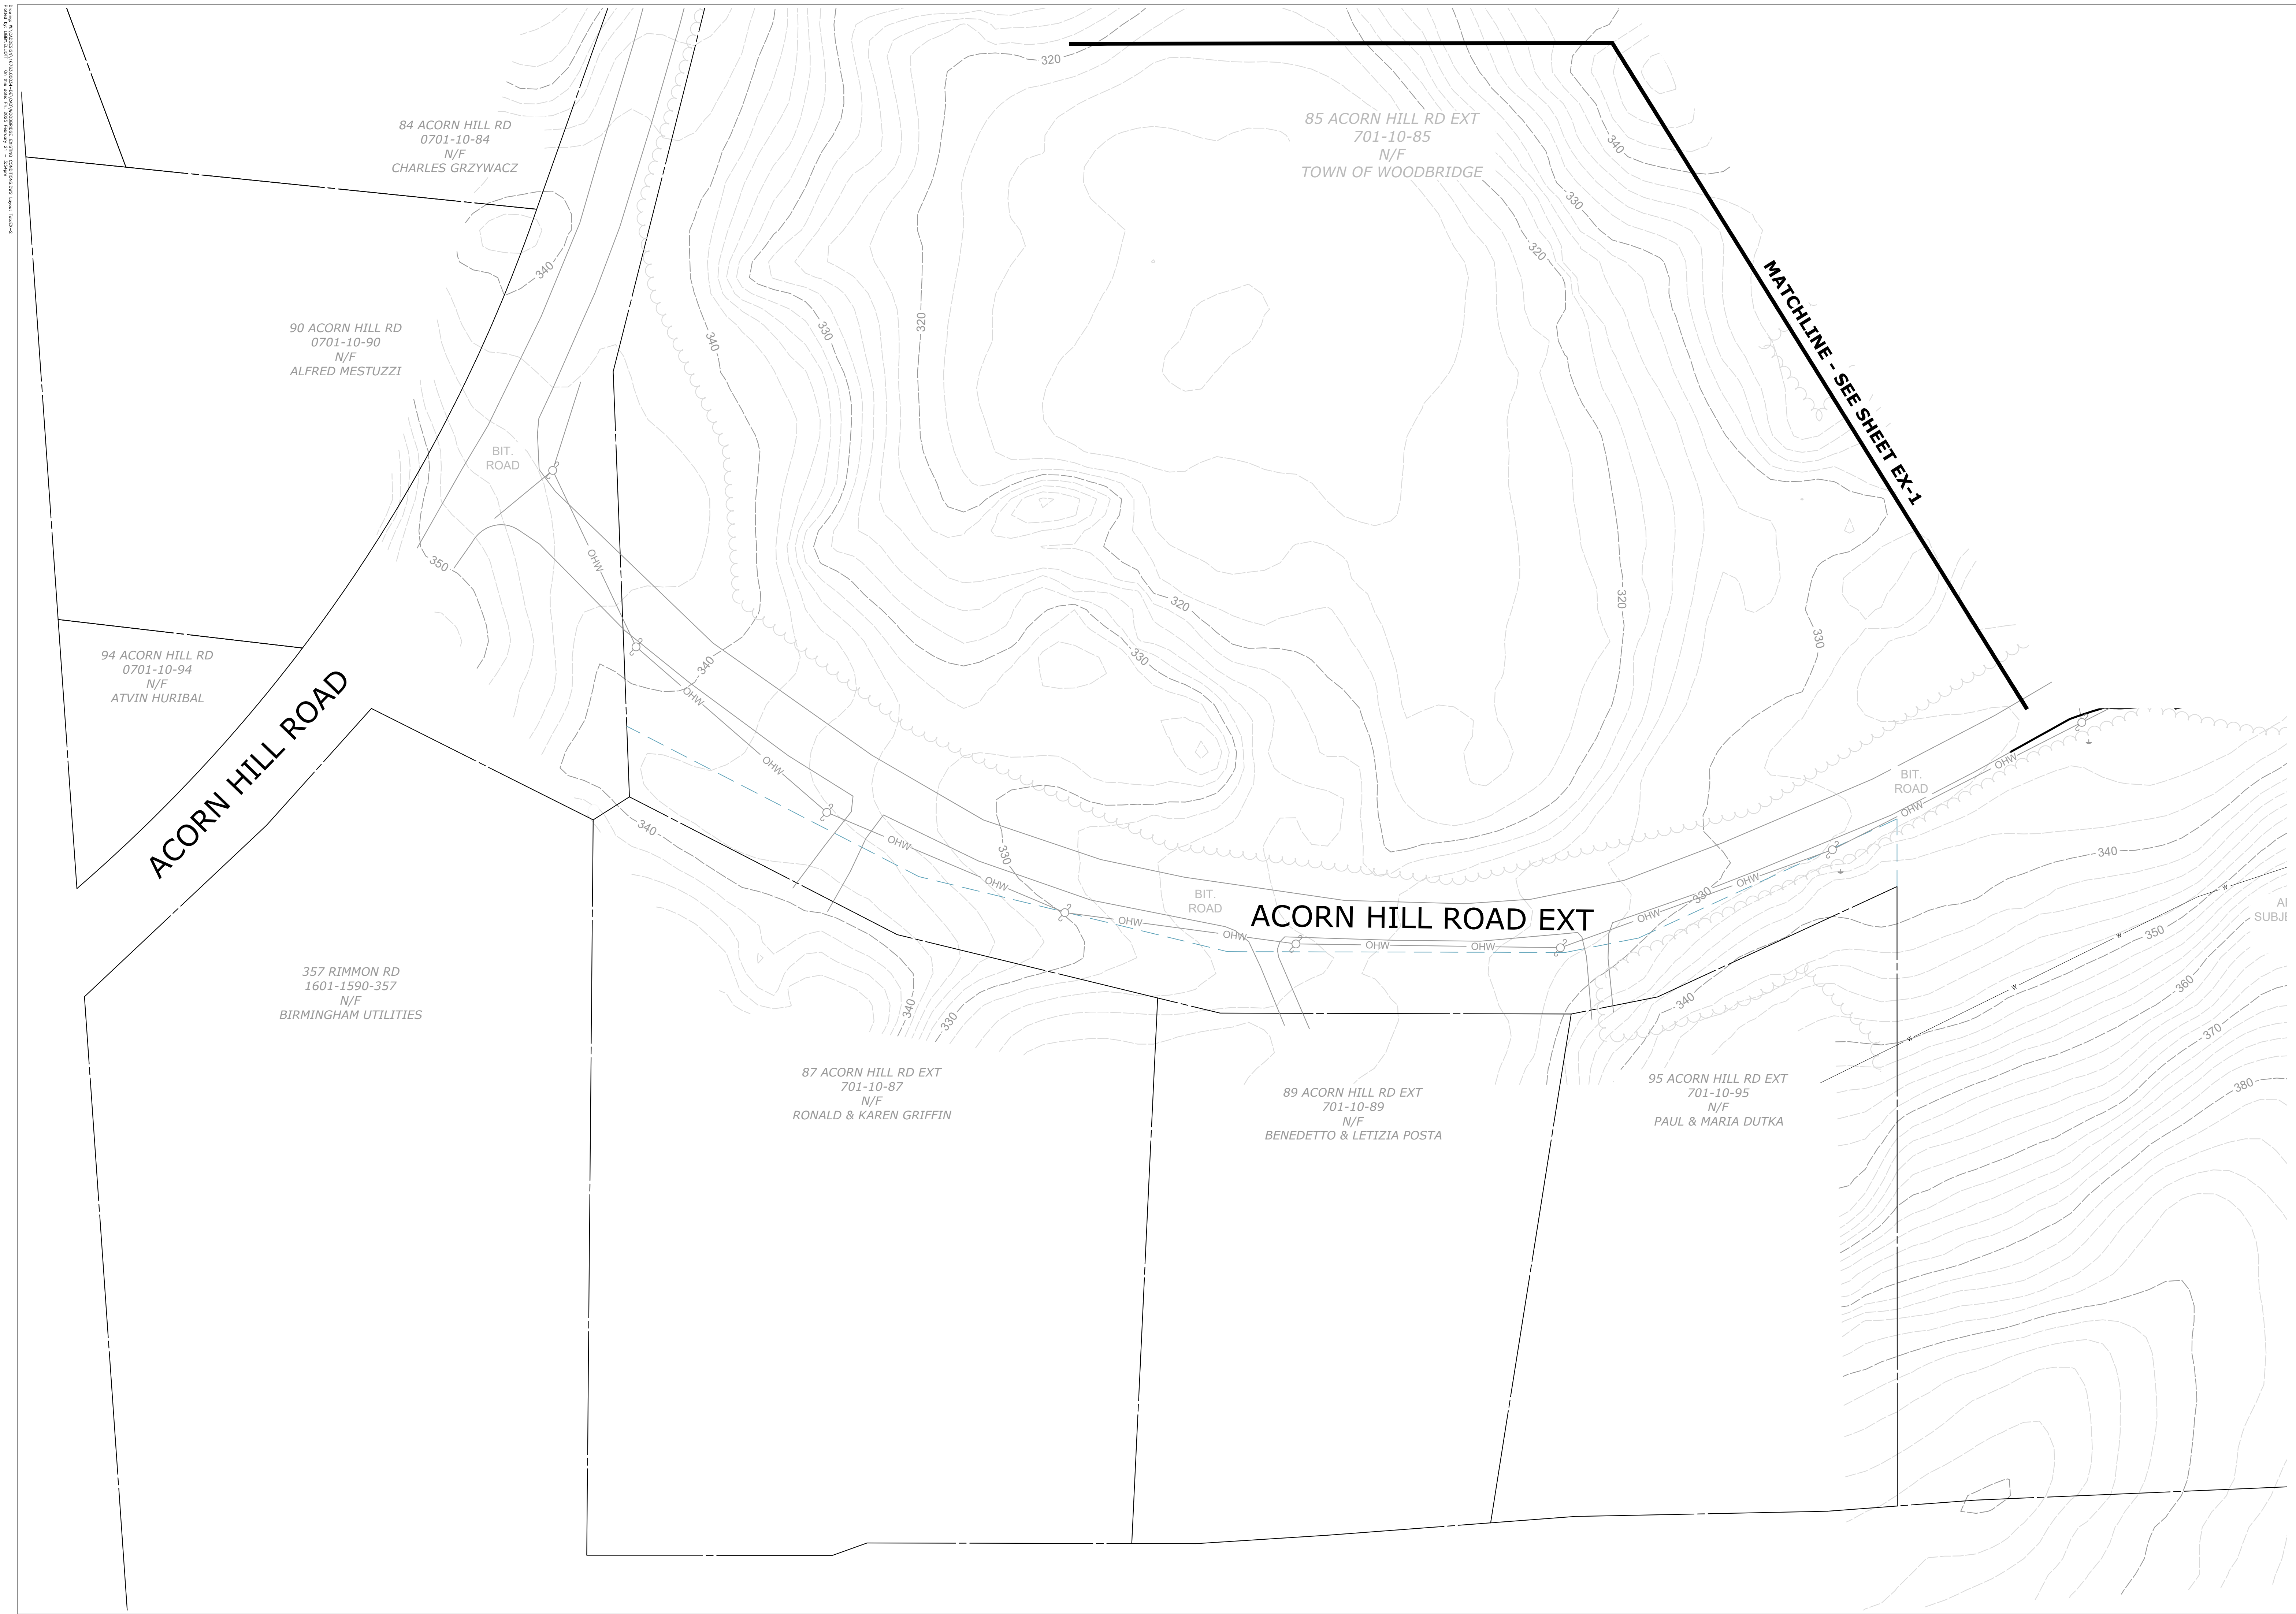 84 ACORN HILL RD
0701-10-84
N/F
CHARLES GRZYWACZ
320
85 ACORN HILL RD EXT
701-10-85
N/F
TOWN OF WOODBRIDGE
340
330
320
340
90 ACORN HILL RD
0701-10-90
N/F
ALFRED MESTUZZI
340
330
320
MATCHLINE - SEE SHEET EX-1
BIT.
ROAD
OHW
350
320
320
330
330
94 ACORN HILL RD
0701-10-94
N/F
ATVIN HURIBAL
340
OHW
ACORN HILL ROAD
OHW
OHW
BIT.
ROAD
OHW
340
OHW
330
340
OHW
OHW
330
BIT.
ROAD
ACORN HILL ROAD EXT
OHW
OHW
OHW
OHW
OHW
W
W
W
W
350
340
330
340
360
370
380
357 RIMMON RD
1601-1590-357
N/F
BIRMINGHAM UTILITIES
87 ACORN HILL RD EXT
701-10-87
N/F
RONALD & KAREN GRIFFIN
89 ACORN HILL RD EXT
701-10-89
N/F
BENEDETTO & LETIZIA POSTA
95 ACORN HILL RD EXT
701-10-95
N/F
PAUL & MARIA DUTKA